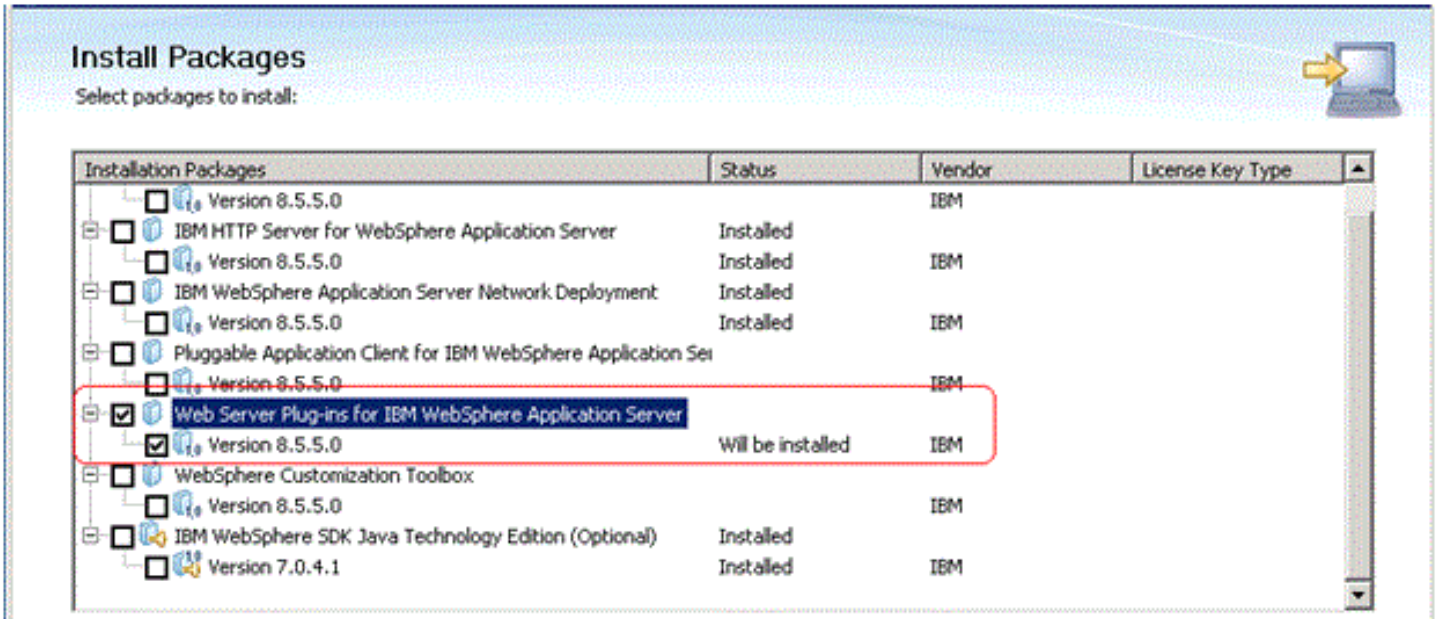 Install Packages
Select packages to install:
Installation Packages Status Vendor License Key Type
Version 8.5.5.0 IBM
IBM HTTP Server for WebSphere Application Server Installed
Version 8.5.5.0 Installed IBM
IBM WebSphere Application Server Network Deployment Installed
Version 8.5.5.0 Installed IBM
Pluggable Application Client for IBM WebSphere Application Ser
Version 8.5.5.0 IBM
Web Server Plug-ins for IBM WebSphere Application Server
Version 8.5.5.0 Will be installed IBM
WebSphere Customization Toolbox
Version 8.5.5.0 IBM
IBM WebSphere SDK Java Technology Edition (Optional) Installed
Version 7.0.4.1 Installed IBM